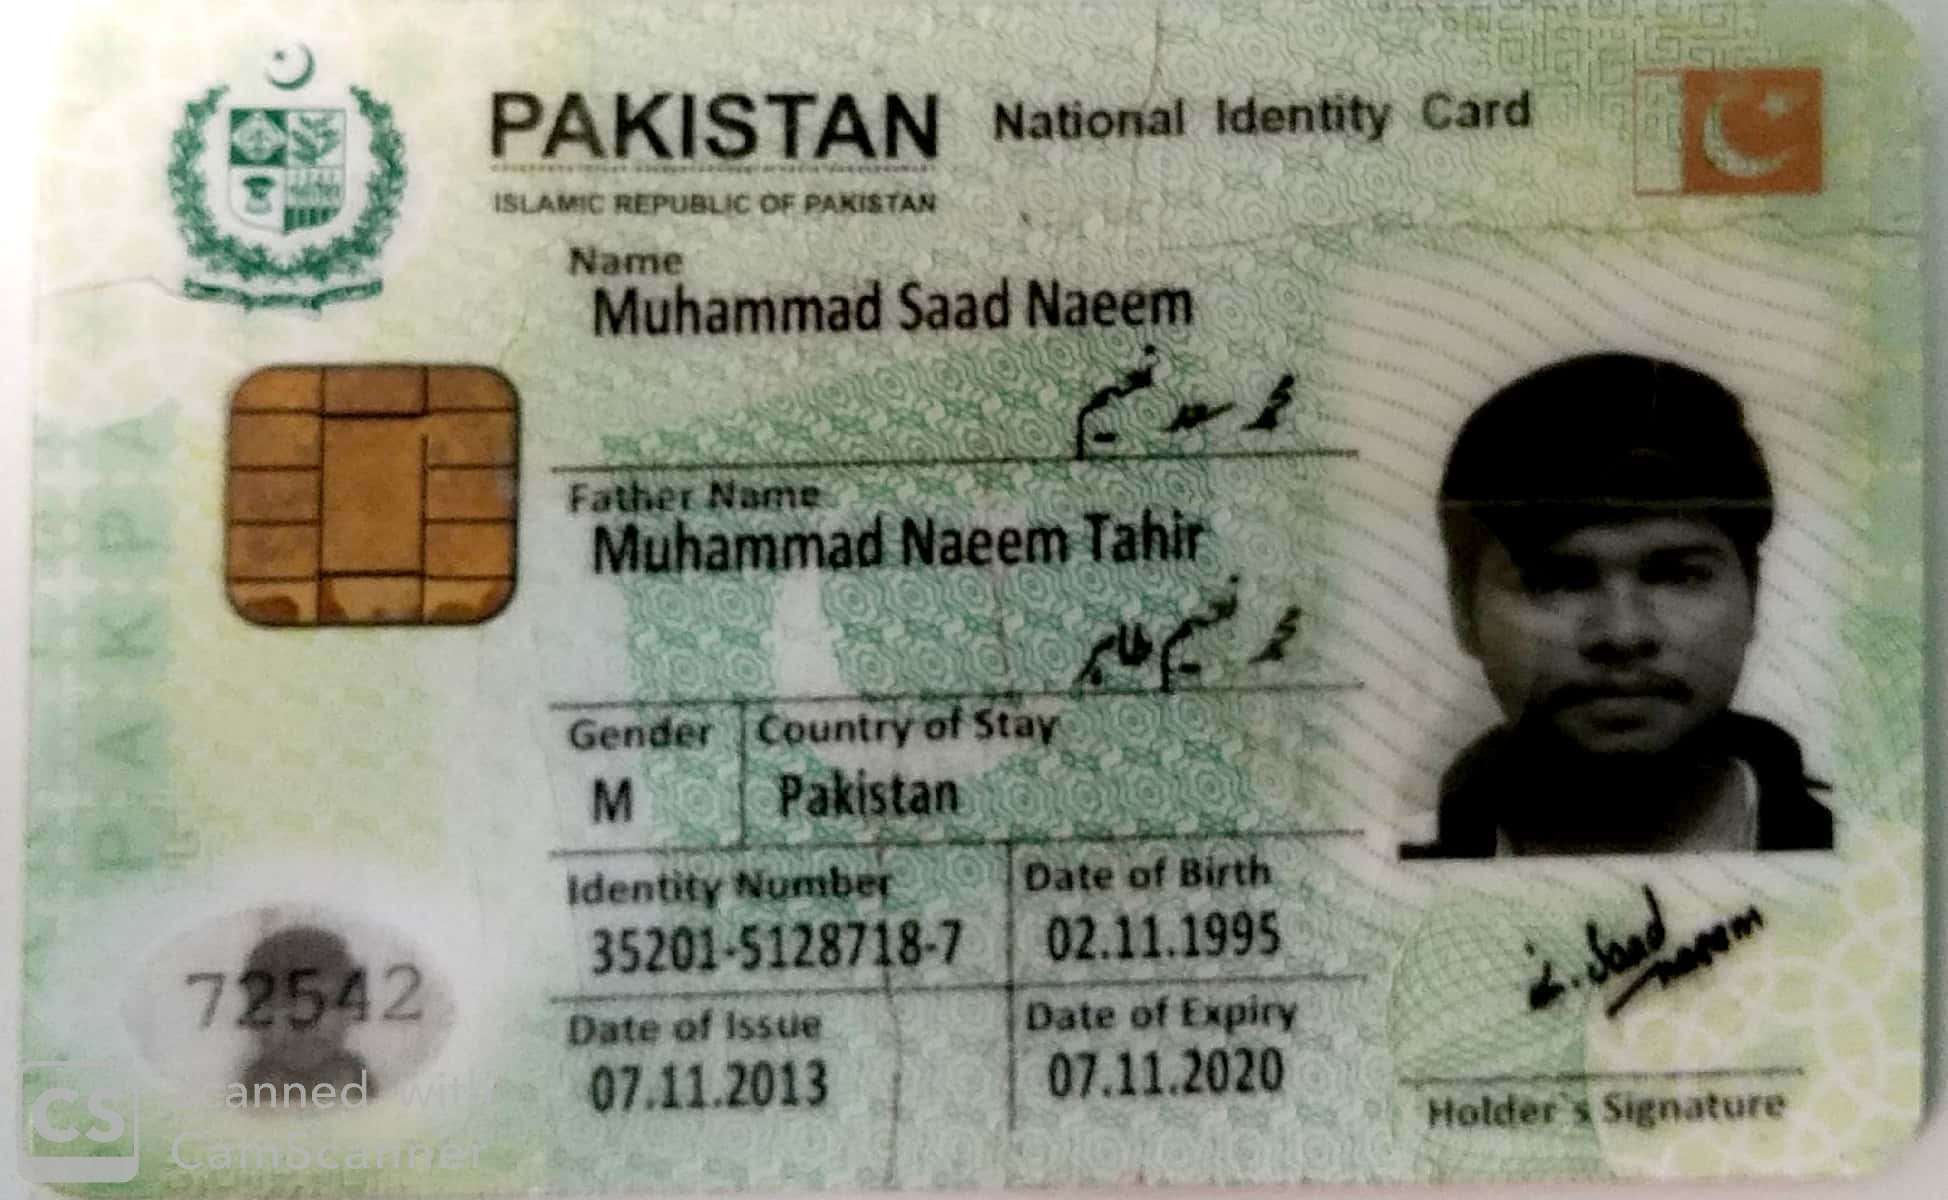 PAKISTAN National Identity Card
ISLAMIC REPUBLIC OF PAKISTAN
Name
Muhammad Saad Naeem
محمد سعد نعیم
Father Name
Muhammad Naeem Tahir
محمد نعیم طاہر
Gender
M
Country of Stay
Pakistan
Identity Number
35201-5128718-7
Date of Birth
02.11.1995
Date of Issue
07.11.2013
Date of Expiry
07.11.2020
Saad
naeem
Holder`s Signature
72542
PAKPA
CS
Scanned with
CamScanner